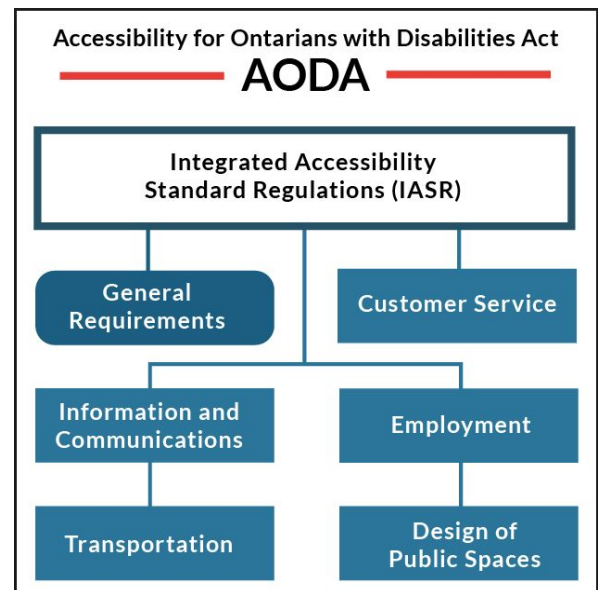 Accessibility for Ontarians with Disabilities Act
AODA
Integrated Accessibility
Standard Regulations (IASR)
General
Requirements
Customer Service
Information and
Communications
Employment
Transportation
Design of
Public Spaces